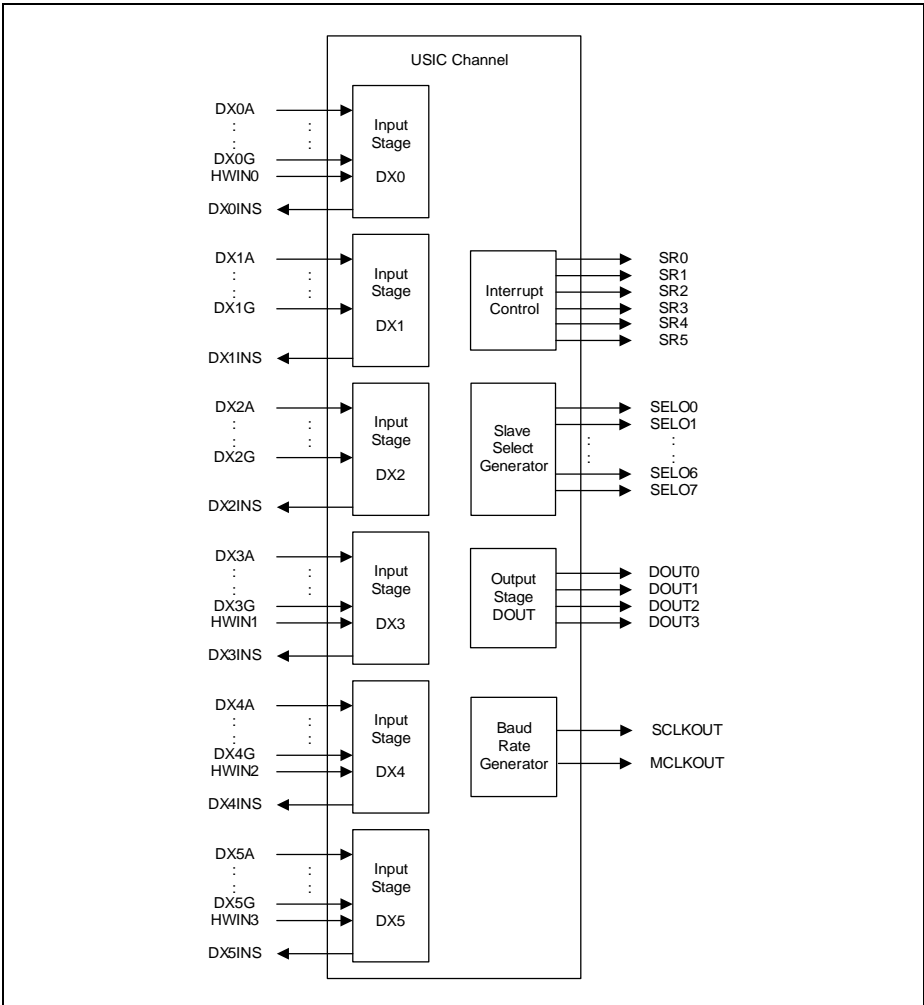 USIC Channel
DX0A
:
:
:
:
DX0G
HWIN0
DX0INS
Input
Stage
DX0
DX1A
:
:
:
:
DX1G
DX1INS
Input
Stage
DX1
DX2A
:
:
:
:
DX2G
DX2INS
Input
Stage
DX2
DX3A
:
:
:
:
DX3G
HWIN1
DX3INS
Input
Stage
DX3
DX4A
:
:
:
:
DX4G
HWIN2
DX4INS
Input
Stage
DX4
DX5A
:
:
:
:
DX5G
HWIN3
DX5INS
Input
Stage
DX5
Interrupt
Control
SR0
SR1
SR2
SR3
SR4
SR5
Slave
Select
Generator
SELO0
SELO1
:
:
:
:
SELO6
SELO7
Output
Stage
DOUT
DOUT0
DOUT1
DOUT2
DOUT3
Baud
Rate
Generator
SCLKOUT
MCLKOUT